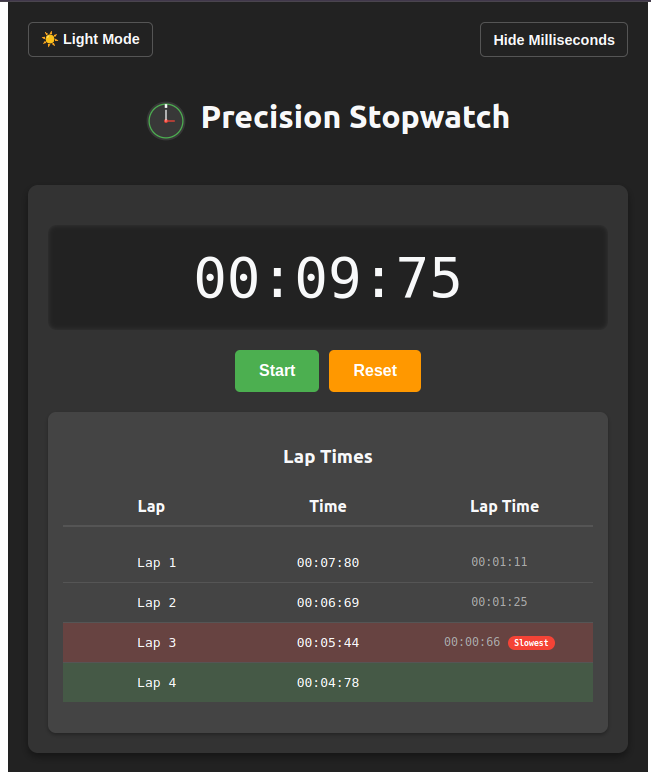 ☀️ Light Mode
Hide Milliseconds
Precision Stopwatch
00:09:75
Start Reset
Lap Times
Lap Time Lap Time
Lap 1 00:07:80 00:01:11
Lap 2 00:06:69 00:01:25
Lap 3 00:05:44 00:00:66 Slowest
Lap 4 00:04:78